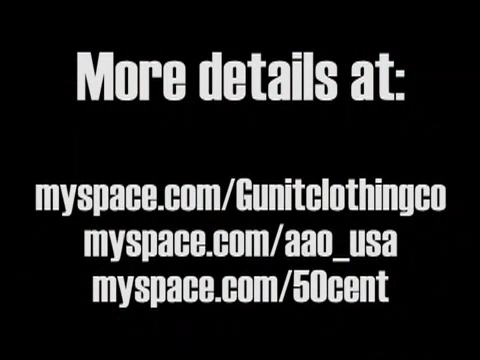 More details at:
myspace.com/Gunitclothingco
myspace.com/aao_usa
myspace.com/50cent